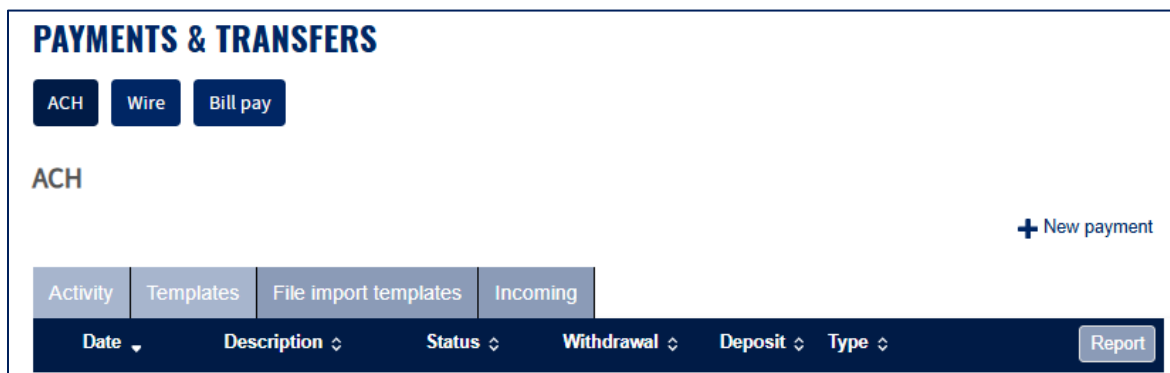 PAYMENTS & TRANSFERS
ACH Wire Bill pay
ACH
New payment
Activity Templates File import templates Incoming
Date Description Status Withdrawal Deposit Type Report